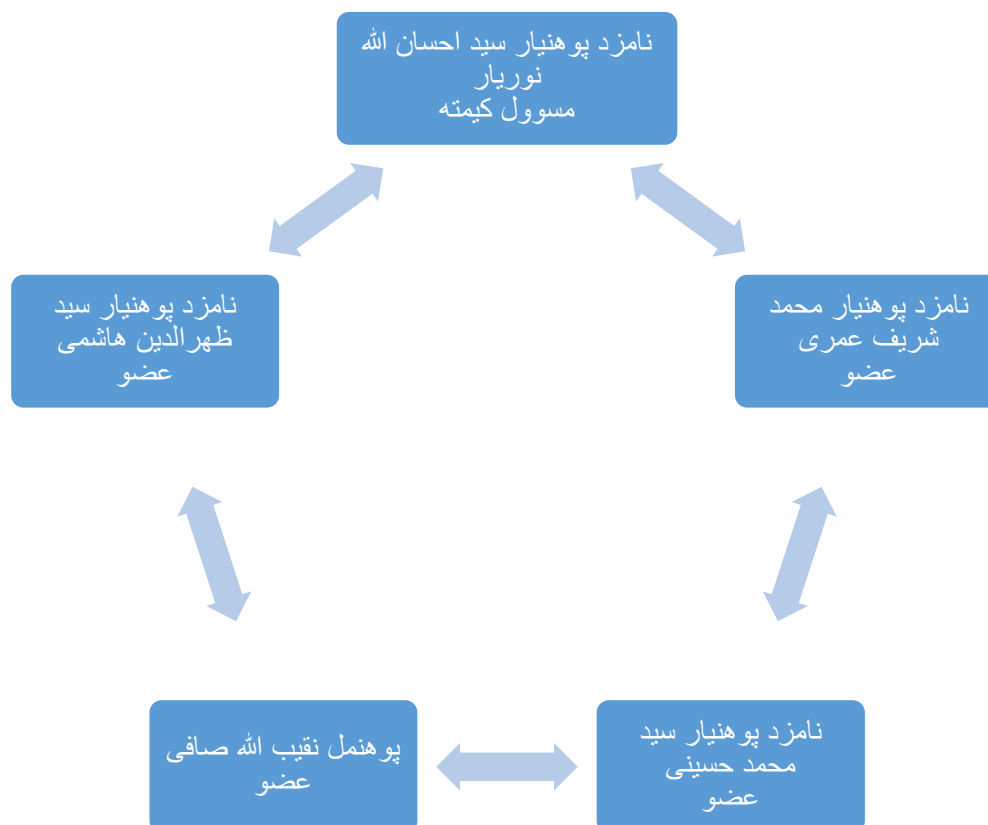 نامزد پوهنیار سید احسان الله
نوریار
مسوول کیمته
نامزد پوهنیار محمد
شریف عمری
عضو
نامزد پوهنیار سید
محمد حسینی
عضو
پوهنمل نقیب الله صافی
عضو
نامزد پوهنیار سید
ظهرالدین هاشمی
عضو